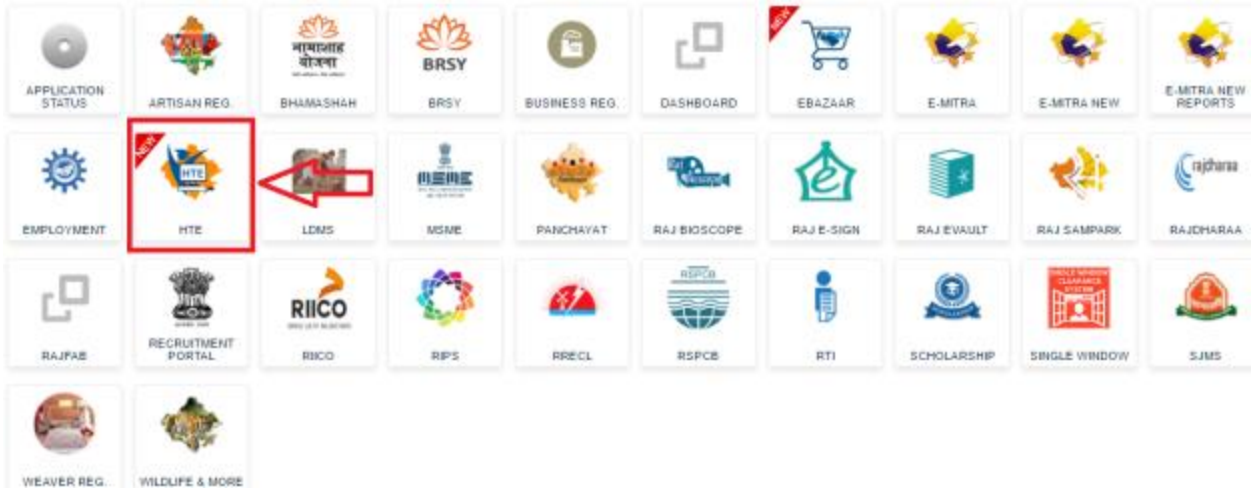 भामाशाह
योजना
BRSY
NEW
APPLICATION
STATUS
ARTISAN REG.
BHAMASHAH
BRSY
BUSINESS REG.
DASHBOARD
EBAZAAR
E-MITRA
E-MITRA NEW
E-MITRA NEW
REPORTS
NEW
HTE
MSME
rajdharaa
EMPLOYMENT
HTE
LDMS
MSME
PANCHAYAT
RAJ BIOSCOPE
RAJ E-SIGN
RAJ EVAULT
RAJ SAMPARK
RAJDHARAA
RIICO
RSPCB
SINGLE WINDOW
CLEARANCE
SYSTEM
RAJFAB
RECRUITMENT
PORTAL
RIICO
RIPS
RRECL
RSPCB
RTI
SCHOLARSHIP
SINGLE WINDOW
SJMS
WEAVER REG.
WILDLIFE & MORE